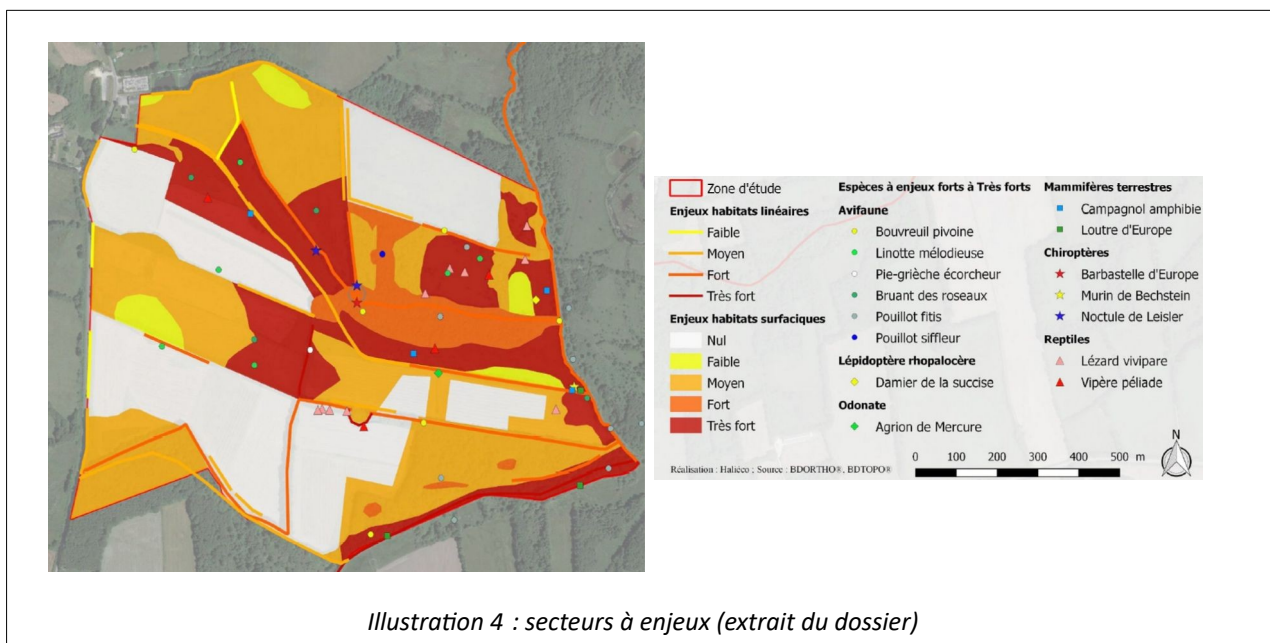 Zone d'étude
Enjeux habitats linéaires
Faible
Moyen
Fort
Très fort
Enjeux habitats surfaciques
Nul
Faible
Moyen
Fort
Très fort
Réalisation : Haliéco ; Source : BDORTHO®, BDTOPO®
Espèces à enjeux forts à Très forts
Avifaune
Bouvreuil pivoine
Linotte mélodieuse
Pie-grièche écorcheur
Bruant des roseaux
Pouillot fitis
Pouillot siffleur
Lépidoptère rhopalocère
Damier de la succise
Odonate
Agrion de Mercure
Mammifères terrestres
Campagnol amphibie
Loutre d'Europe
Chiroptères
Barbastelle d'Europe
Murin de Bechstein
Noctule de Leisler
Reptiles
Lézard vivipare
Vipère péliade
0 100 200 300 400 500 m
N
Illustration 4 : secteurs à enjeux (extrait du dossier)